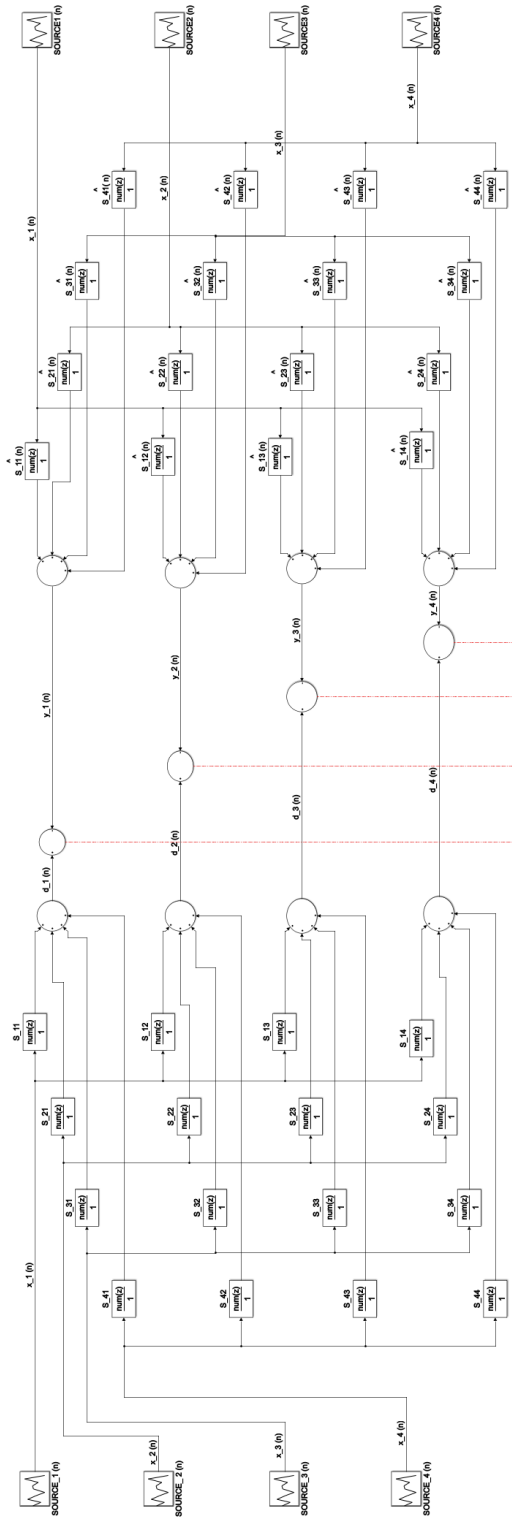 x_1 (n)
SOURCE_1 (n)
S_11
num(z)
1
S_21
num(z)
1
S_31
num(z)
1
S_41
num(z)
1
d_1 (n)
y_1 (n)
^
S_11 (n)
num(z)
1
^
S_21 (n)
num(z)
1
^
S_31 (n)
num(z)
1
^
S_41( n)
num(z)
1
x_1 (n)
SOURCE1 (n)
x_2 (n)
SOURCE_ 2 (n)
S_12
num(z)
1
S_22
num(z)
1
S_32
num(z)
1
S_42
num(z)
1
d_2 (n)
y_2 (n)
^
S_12 (n)
num(z)
1
^
S_22 (n)
num(z)
1
^
S_32 (n)
num(z)
1
^
S_42 (n)
num(z)
1
x_2 (n)
SOURCE2 (n)
x_3 (n)
SOURCE_3 (n)
S_13
num(z)
1
S_23
num(z)
1
S_33
num(z)
1
S_43
num(z)
1
d_3 (n)
y_3 (n)
^
S_13 (n)
num(z)
1
^
S_23 (n)
num(z)
1
^
S_33 (n)
num(z)
1
^
S_43 (n)
num(z)
1
x_3 (n)
SOURCE3 (n)
x_4 (n)
SOURCE_4 (n)
S_14
num(z)
1
S_24
num(z)
1
S_34
num(z)
1
S_44
num(z)
1
d_4 (n)
y_4 (n)
^
S_14 (n)
num(z)
1
^
S_24 (n)
num(z)
1
^
S_34 (n)
num(z)
1
^
S_44 (n)
num(z)
1
x_4 (n)
SOURCE4 (n)